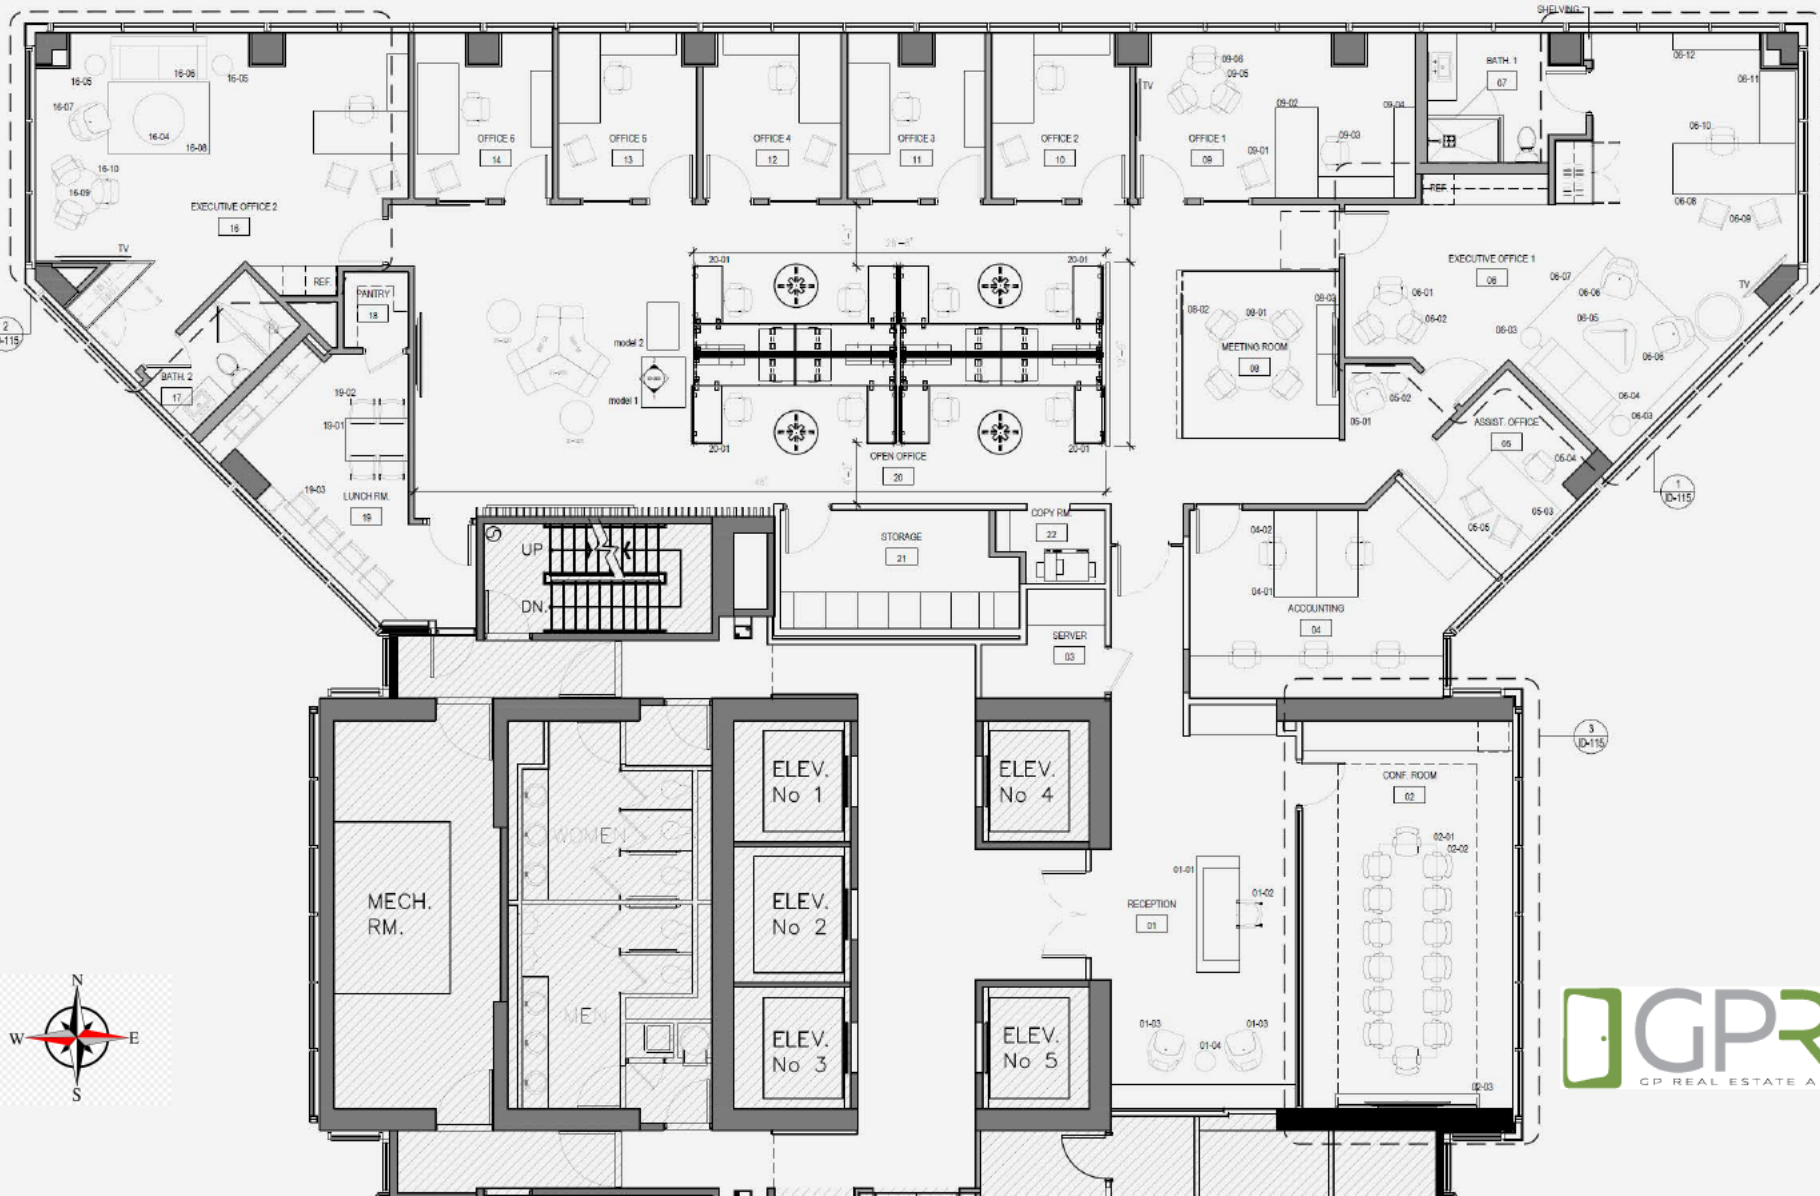 SHELVING
16-05
16-06
16-05
16-07
16-04
16-08
16-10
16-09
EXECUTIVE OFFICE 2
16
TV
OFFICE 6
14
OFFICE 5
13
OFFICE 4
12
OFFICE 3
11
OFFICE 2
10
TV
09-06
09-05
09-02
09-04
OFFICE 1
09
09-03
09-01
BATH. 1
07
REF.
06-12
06-11
06-10
06-08
06-09
EXECUTIVE OFFICE 1
06
06-07
06-06
TV
06-01
06-02
06-03
06-05
06-06
06-04
06-03
2
REF.
PANTRY
18
BATH. 2
17
19-02
19-01
19-03
LUNCH RM.
19
model 2
model 1
28'-8"
20-01
20-01
20-01
20-01
OPEN OFFICE
20
48'
08-02
08-01
08-03
MEETING ROOM
08
05-02
05-01
ASSIST. OFFICE
05
05-04
05-03
05-05
1
ID-115
UP
DN.
STORAGE
21
COPY RM.
22
SERVER
03
04-02
04-01
ACCOUNTING
04
3
ID-115
MECH.
RM.
WOMEN
MEN
ELEV.
No 1
ELEV.
No 2
ELEV.
No 3
ELEV.
No 4
ELEV.
No 5
CONF. ROOM
02
02-01
02-02
02-03
01-01
01-02
RECEPTION
01
01-03
01-03
01-04
N
W
E
S
GPR
GP REAL ESTATE A